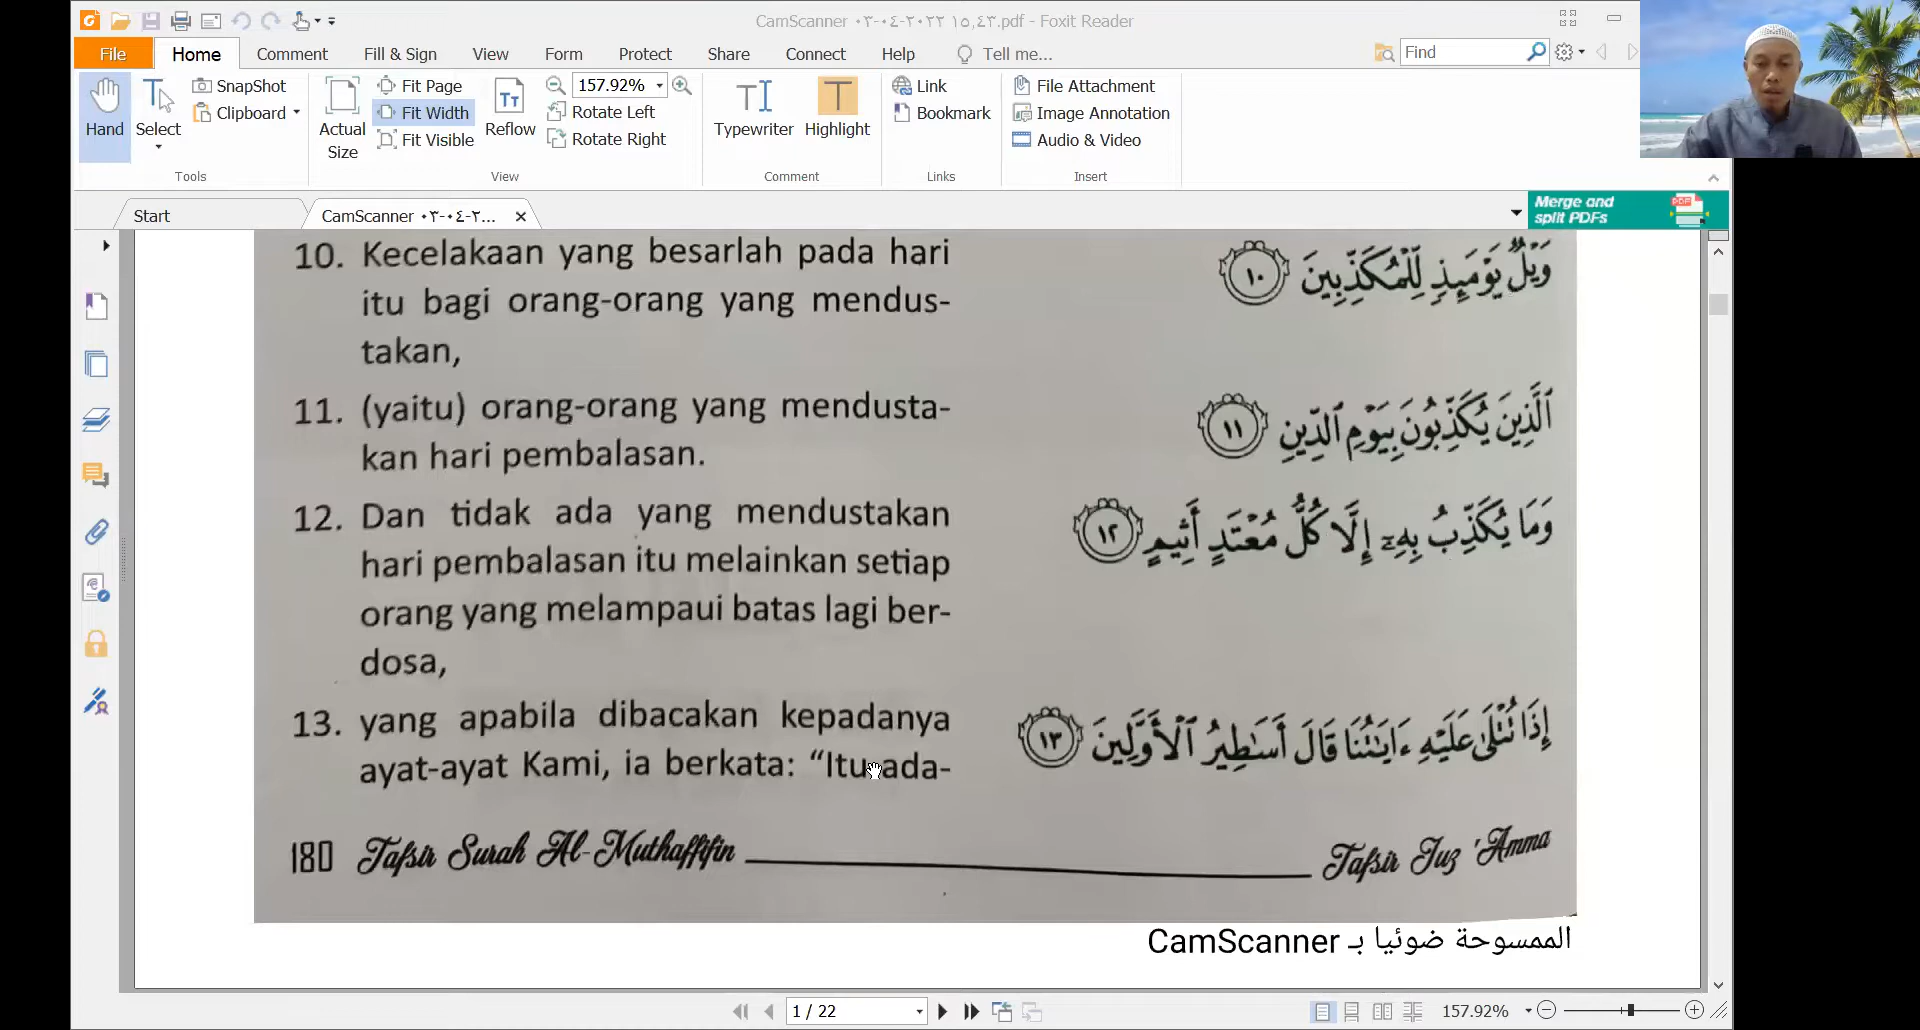 CamScanner ٠٣-٠٤-٢٠٢٢ ١٥,٤٣.pdf - Foxit Reader
File Home Comment Fill & Sign View Form Protect Share Connect Help Tell me... Find
SnapShot
Clipboard
Hand Select
Actual Size
Fit Page
Fit Width
Fit Visible
Reflow
157.92%
Rotate Left
Rotate Right
Typewriter Highlight
Link
Bookmark
File Attachment
Image Annotation
Audio & Video
Tools View Comment Links Insert
Start CamScanner ٠٣-٠٤-٢...
Merge and
split PDFs
PDF
10. Kecelakaan yang besarlah pada hari
itu bagi orang-orang yang mendus-
takan,
وَيْلٌ يَوْمَئِذٍ لِّلْمُكَذِّبِينَ ١٠
11. (yaitu) orang-orang yang mendusta-
kan hari pembalasan.
ٱلَّذِينَ يُكَذِّبُونَ بِيَوْمِ ٱلدِّينِ ١١
12. Dan tidak ada yang mendustakan
hari pembalasan itu melainkan setiap
orang yang melampaui batas lagi ber-
dosa,
وَمَا يُكَذِّبُ بِهِۦٓ إِلَّا كُلُّ مُعْتَدٍ أَثِيمٍ ١٢
13. yang apabila dibacakan kepadanya
ayat-ayat Kami, ia berkata: “Itu ada-
إِذَا تُتْلَىٰ عَلَيْهِ ءَايَـٰتُنَا قَالَ أَسَـٰطِيرُ ٱلْأَوَّلِينَ ١٣
180 Tafsir Surah Al-Muthaffifin
Tafsir Juz 'Amma
الممسوحة ضوئيا بـ CamScanner
1 / 22
157.92%